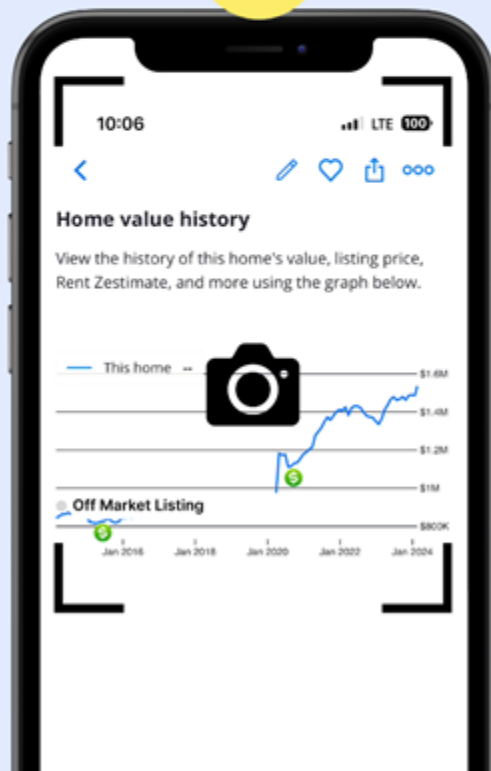 10:06
LTE 100
Home value history
View the history of this home's value, listing price,
Rent Zestimate, and more using the graph below.
This home --
$1.6M
$1.4M
$1.2M
$1M
Off Market Listing
$800K
Jan 2016 Jan 2018 Jan 2020 Jan 2022 Jan 2024